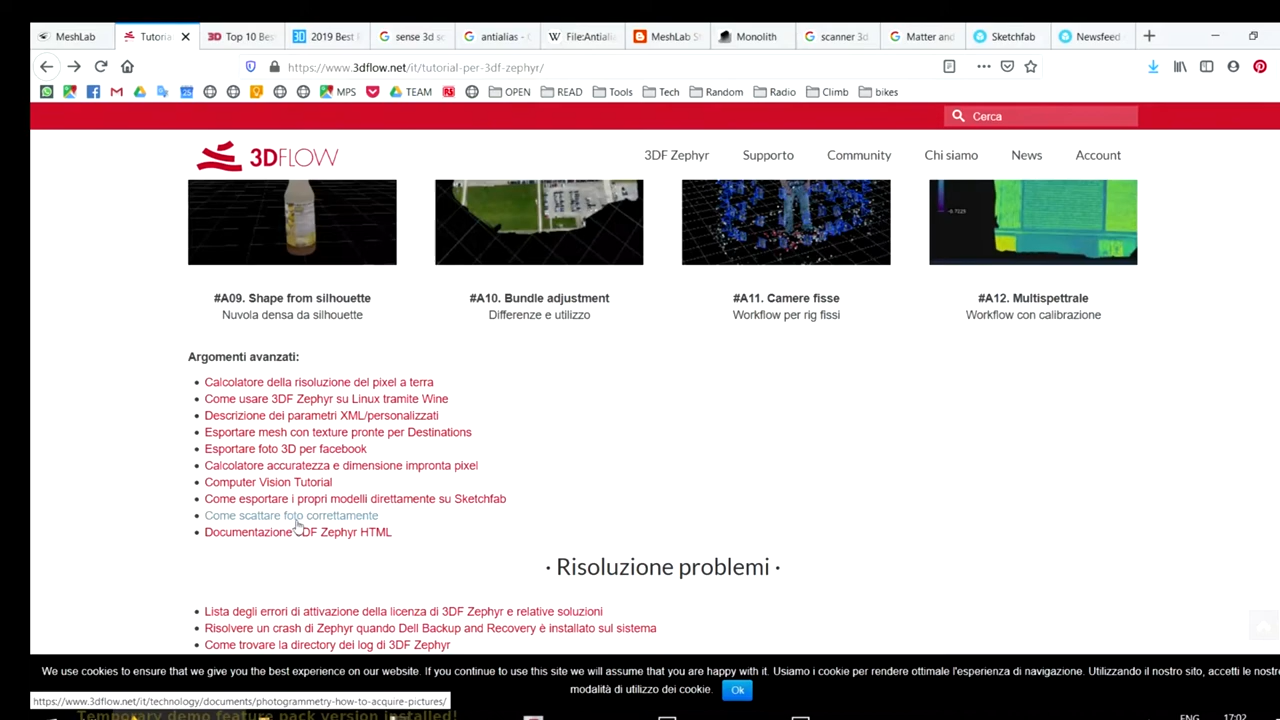 MeshLab
Tutoria
Top 10 Bes
2019 Best
sense 3d sc
antialias -
File:Antialia
MeshLab S
Monolith
scanner 3d
Matter and
Sketchfab
Newsfeed
https://www.3dflow.net/it/tutorial-per-3df-zephyr/
MPS TEAM OPEN READ Tools Tech Random Radio Climb bikes
Cerca
3DFLOW
3DF Zephyr Supporto Community Chi siamo News Account
#A09. Shape from silhouette
Nuvola densa da silhouette
#A10. Bundle adjustment
Differenze e utilizzo
#A11. Camere fisse
Workflow per rig fissi
#A12. Multispettrale
Workflow con calibrazione
Argomenti avanzati:
Calcolatore della risoluzione del pixel a terra
Come usare 3DF Zephyr su Linux tramite Wine
Descrizione dei parametri XML/personalizzati
Esportare mesh con texture pronte per Destinations
Esportare foto 3D per facebook
Calcolatore accuratezza e dimensione impronta pixel
Computer Vision Tutorial
Come esportare i propri modelli direttamente su Sketchfab
Come scattare foto correttamente
Documentazione 3DF Zephyr HTML
· Risoluzione problemi ·
Lista degli errori di attivazione della licenza di 3DF Zephyr e relative soluzioni
Risolvere un crash di Zephyr quando Dell Backup and Recovery è installato sul sistema
Come trovare la directory dei log di 3DF Zephyr
We use cookies to ensure that we give you the best experience on our website. If you continue to use this site we will assume that you are happy with it. Usiamo i cookie per rendere ottimale l'esperienza di navigazione. Utilizzando il nostro sito, accetti le
modalità di utilizzo dei cookie. Ok
https://www.3dflow.net/it/technology/documents/photogrammetry-how-to-acquire-pictures/
Temporary demo feature pack version installed!
ENG 17:02